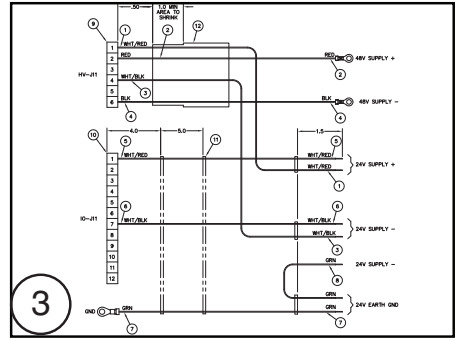 .50
1.0 MIN
AREA TO
SHRINK
9
1
2
12
1 WHT/RED
2 RED
RED
48V SUPPLY +
2
3
HV-J11
4 WHT/BLK
3
5
6 BLK
4
BLK
48V SUPPLY -
4
10
4.0
5.0
11
1.5
5
5
1 WHT/RED
WHT/RED
24V SUPPLY +
2
WHT/RED
1
3
4
5
6
6
6
IO-J11
7 WHT/BLK
WHT/BLK
24V SUPPLY -
8
WHT/BLK
3
9
10
GRN
24V SUPPLY -
8
11
12
3
GRN
24V EARTH GND
GND
GRN
GRN
7
7